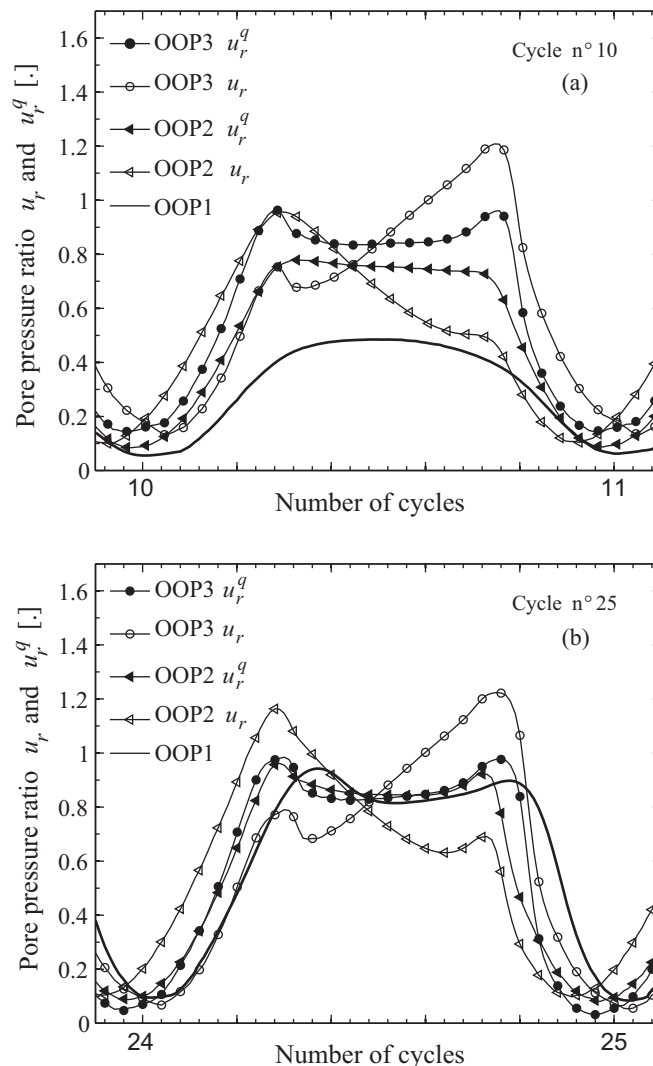 1.6
1.4
1.2
1
0.8
0.6
0.4
0.2
0
Pore pressure ratio u_r and u_r^q [.]
OOP3 u_r^q
OOP3 u_r
OOP2 u_r^q
OOP2 u_r
OOP1
Cycle n° 10
(a)
10
11
Number of cycles
1.6
1.4
1.2
1
0.8
0.6
0.4
0.2
0
Pore pressure ratio u_r and u_r^q [.]
OOP3 u_r^q
OOP3 u_r
OOP2 u_r^q
OOP2 u_r
OOP1
Cycle n° 25
(b)
24
25
Number of cycles